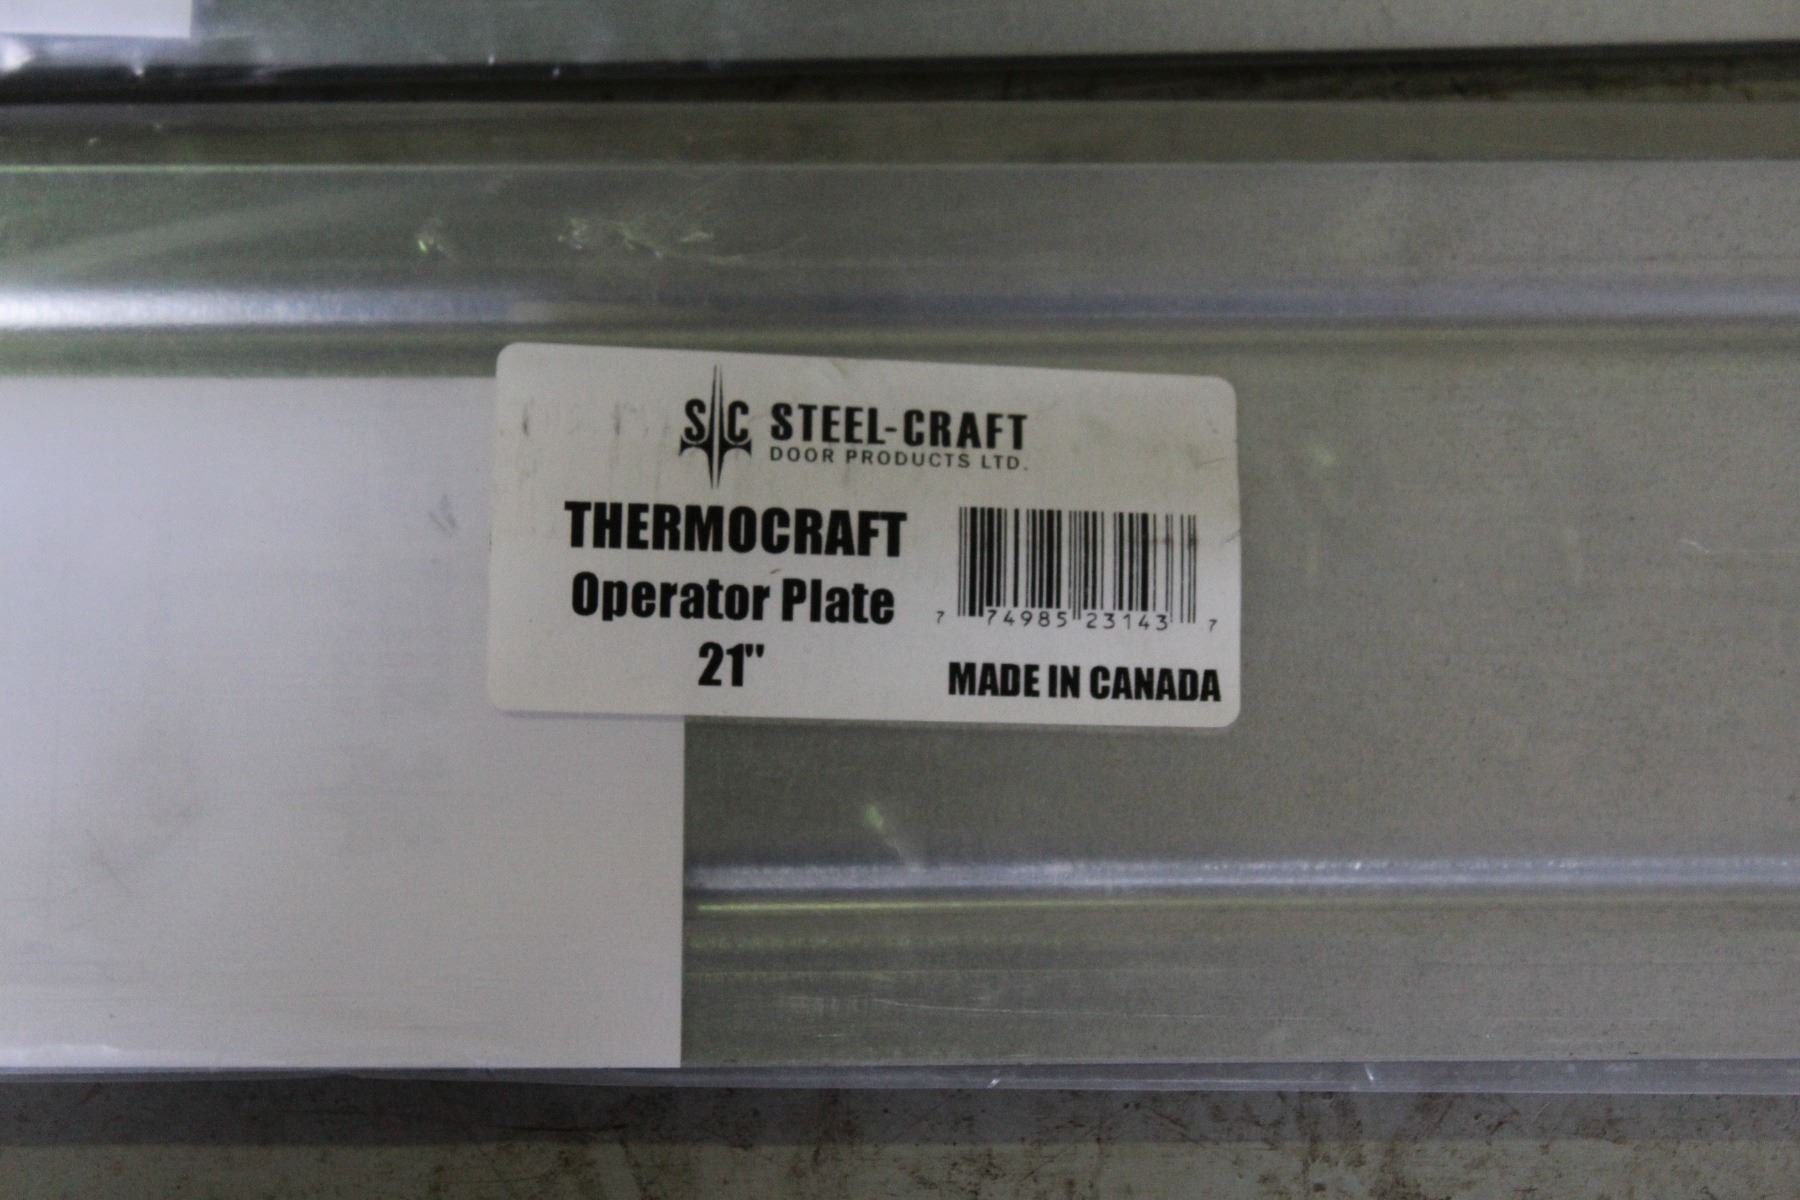 SC STEEL-CRAFT
DOOR PRODUCTS LTD.
THERMOCRAFT
Operator Plate
21"
7 74985 23143 7
MADE IN CANADA